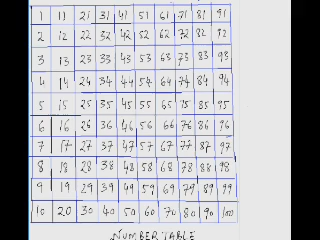 1 11 21 31 41 51 61 71 81 91
2 12 22 32 42 52 62 72 82 92
3 13 23 33 43 53 63 73 83 93
4 14 24 34 44 54 64 74 84 94
5 15 25 35 45 55 65 75 85 95
6 16 26 36 46 56 66 76 86 96
7 17 27 37 47 57 67 77 87 97
8 18 28 38 48 58 68 78 88 98
9 19 29 39 49 59 69 79 89 99
10 20 30 40 50 60 70 80 90 100
NUMBER TABLE